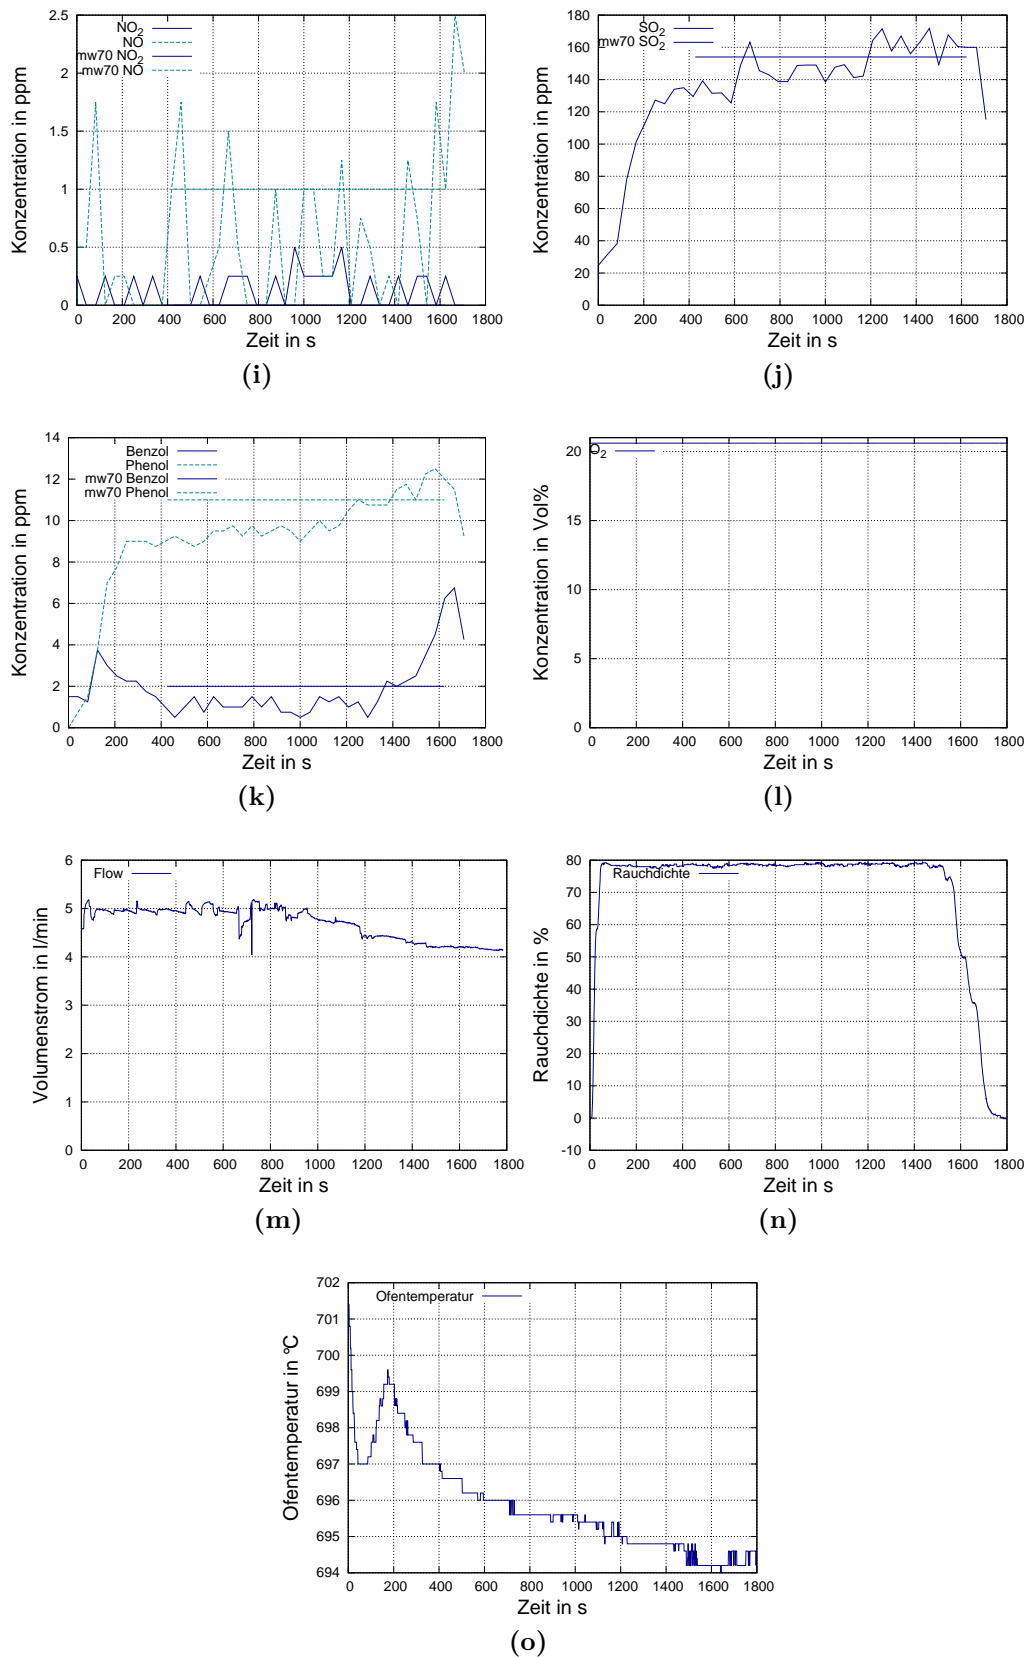 2.5
2
1.5
1
0.5
0
NO2
NO
mw70 NO2
mw70 NO
Konzentration in ppm
0 200 400 600 800 1000 1200 1400 1600 1800
Zeit in s
(i)
180
160
140
120
100
80
60
40
20
0
SO2
mw70 SO2
Konzentration in ppm
0 200 400 600 800 1000 1200 1400 1600 1800
Zeit in s
(j)
14
12
10
8
6
4
2
0
Benzol
Phenol
mw70 Benzol
mw70 Phenol
Konzentration in ppm
0 200 400 600 800 1000 1200 1400 1600 1800
Zeit in s
(k)
20
15
10
5
0
O2
Konzentration in Vol%
0 200 400 600 800 1000 1200 1400 1600 1800
Zeit in s
(l)
6
5
4
3
2
1
0
Flow
Volumenstrom in l/min
0 200 400 600 800 1000 1200 1400 1600 1800
Zeit in s
(m)
80
70
60
50
40
30
20
10
0
-10
Rauchdichte
Rauchdichte in %
0 200 400 600 800 1000 1200 1400 1600 1800
Zeit in s
(n)
702
701
700
699
698
697
696
695
694
Ofentemperatur
Ofentemperatur in °C
0 200 400 600 800 1000 1200 1400 1600 1800
Zeit in s
(o)